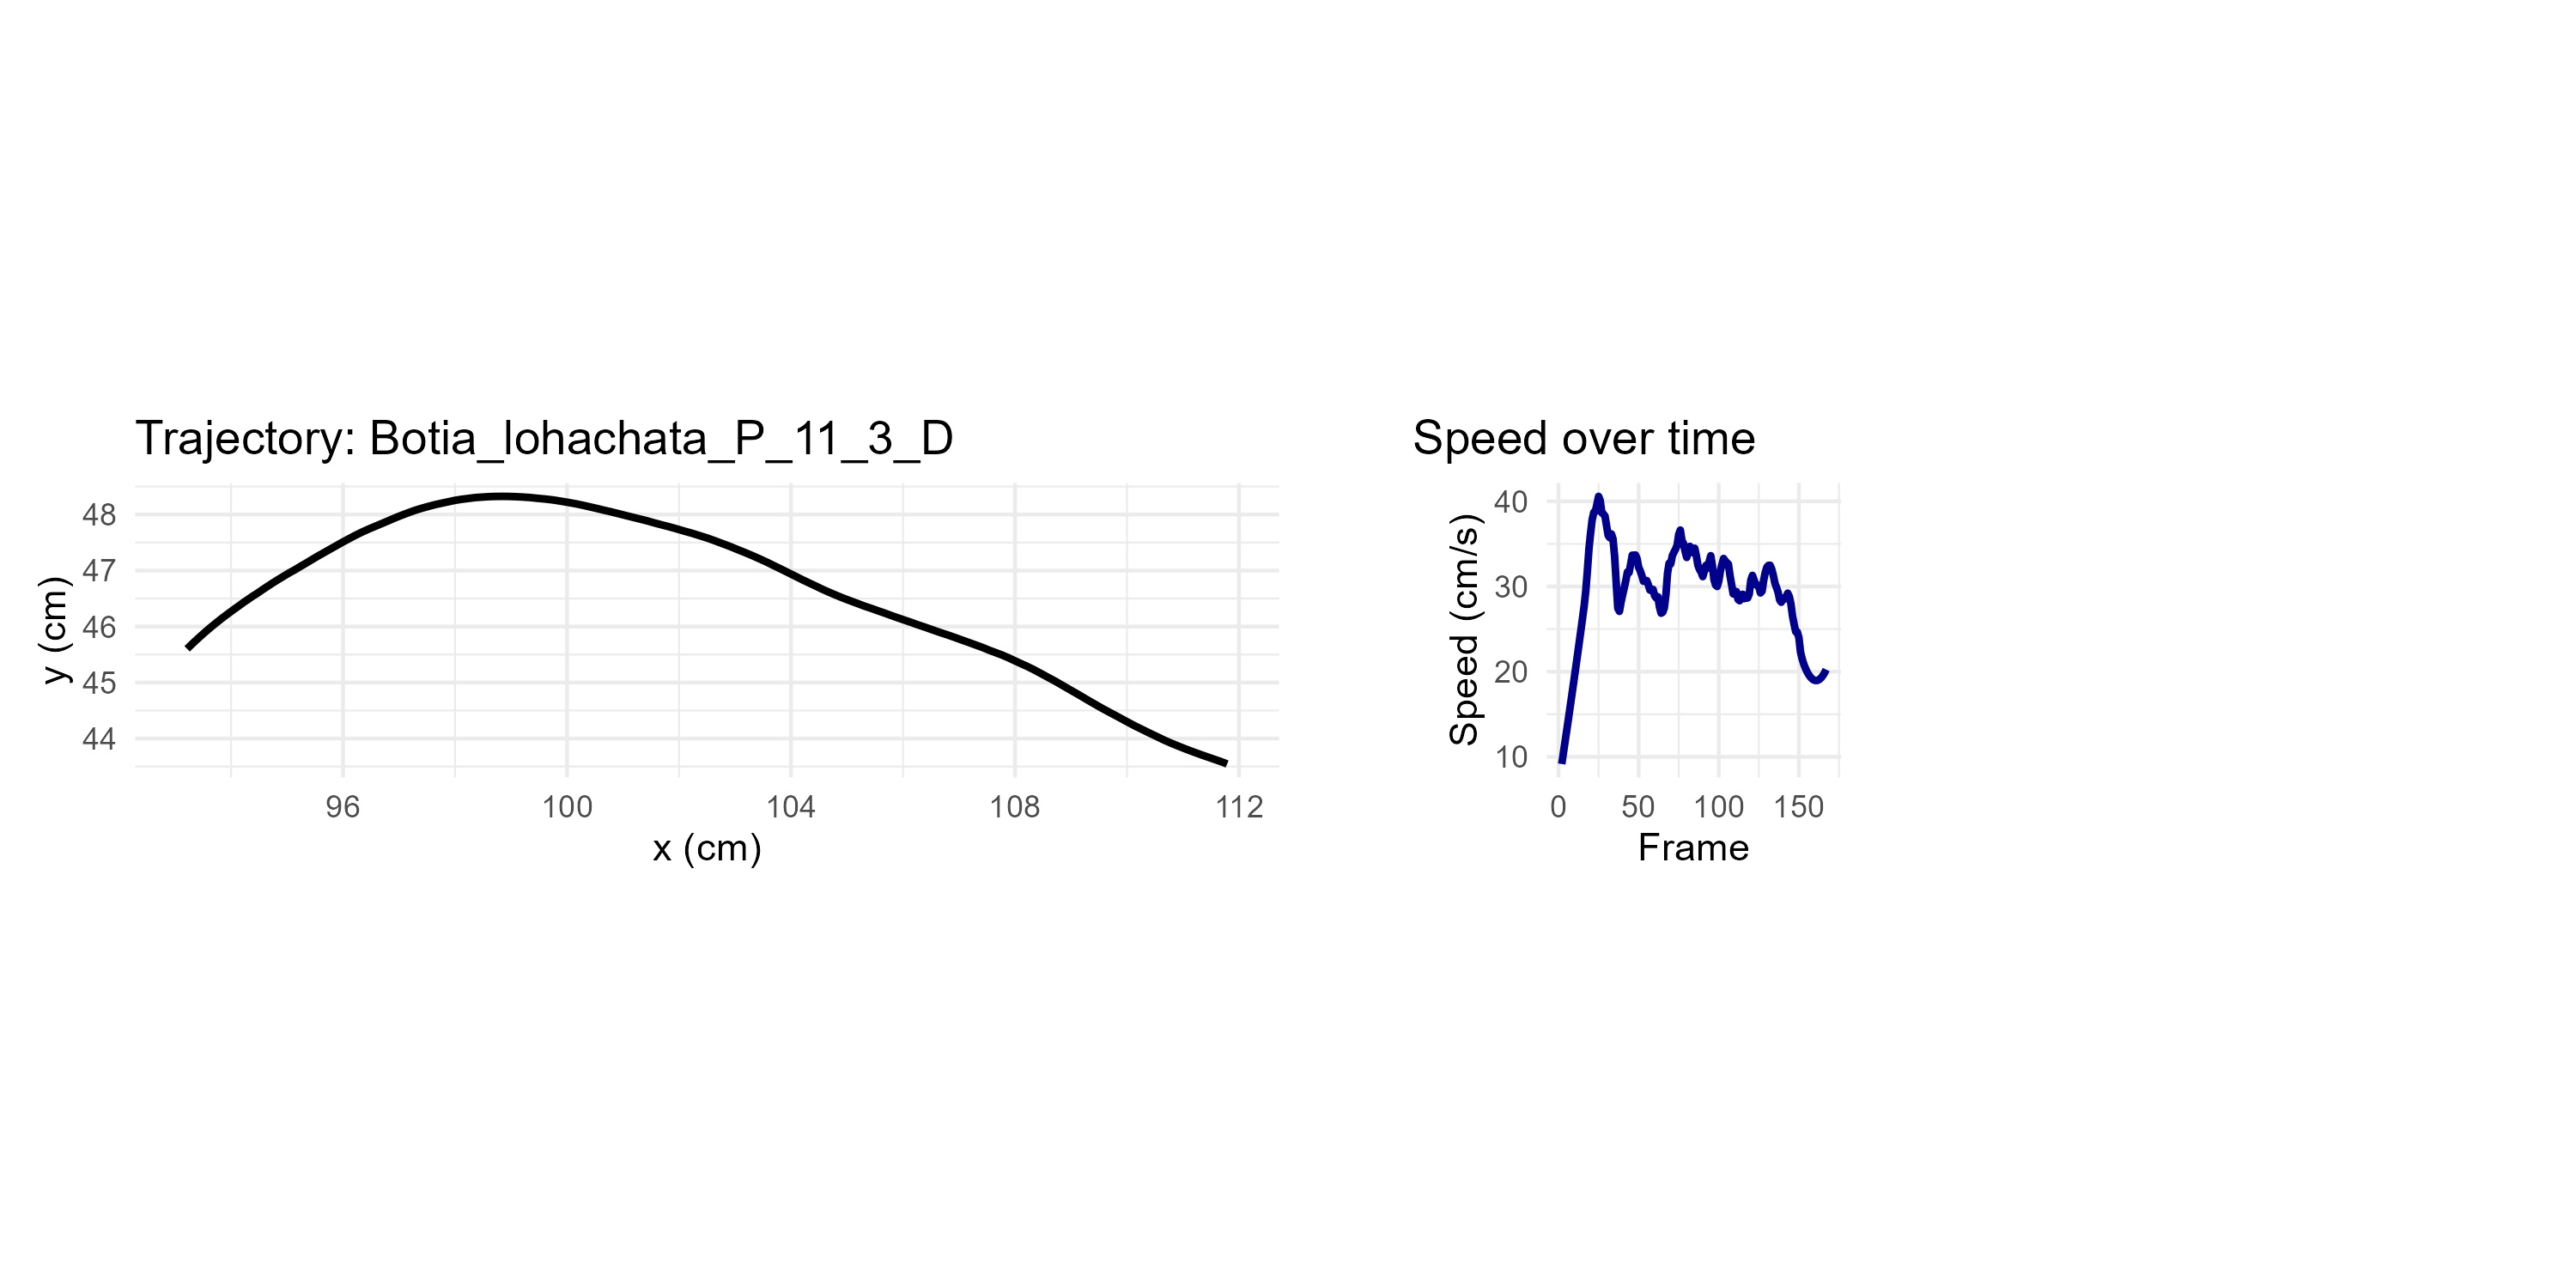 Trajectory: Botia_lohachata_P_11_3_D
48
47
46
45
44
y (cm)
96 100 104 108 112
x (cm)
Speed over time
40
30
20
10
Speed (cm/s)
0 50 100 150
Frame